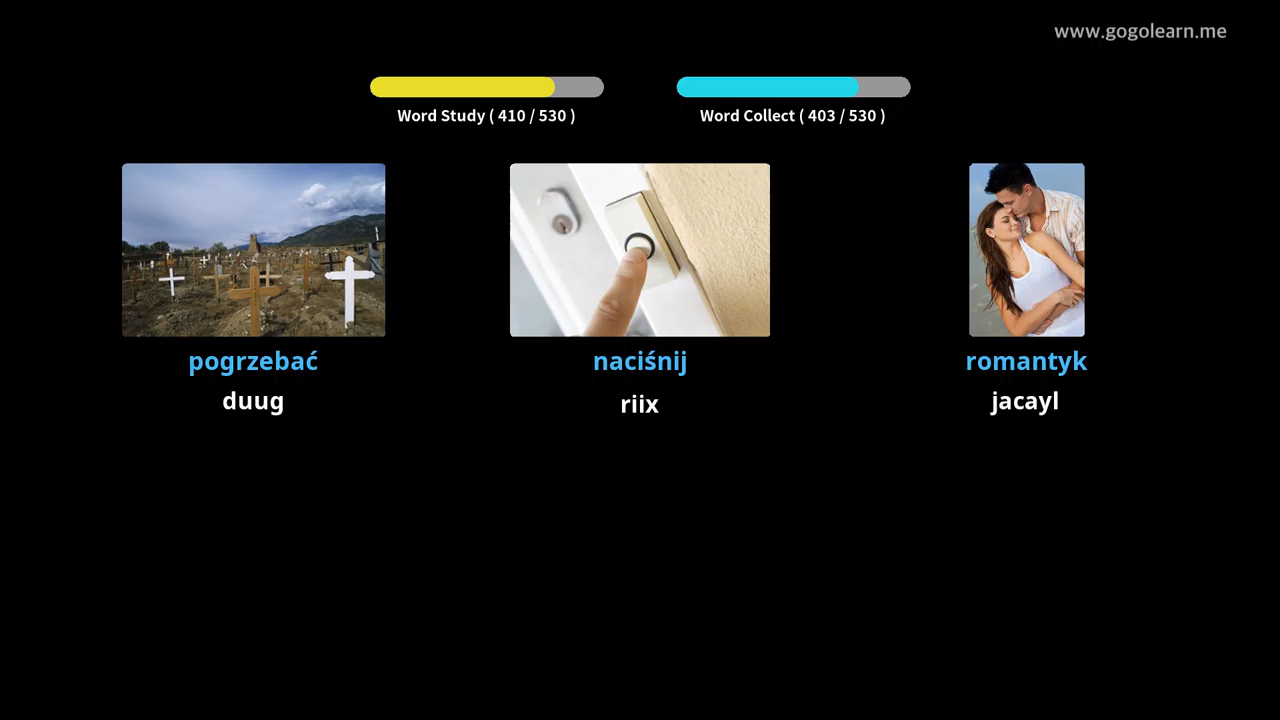 www.gogolearn.me
Word Study ( 410 / 530 )
Word Collect ( 403 / 530 )
pogrzebać
naciśnij
romantyk
duug
riix
jacayl